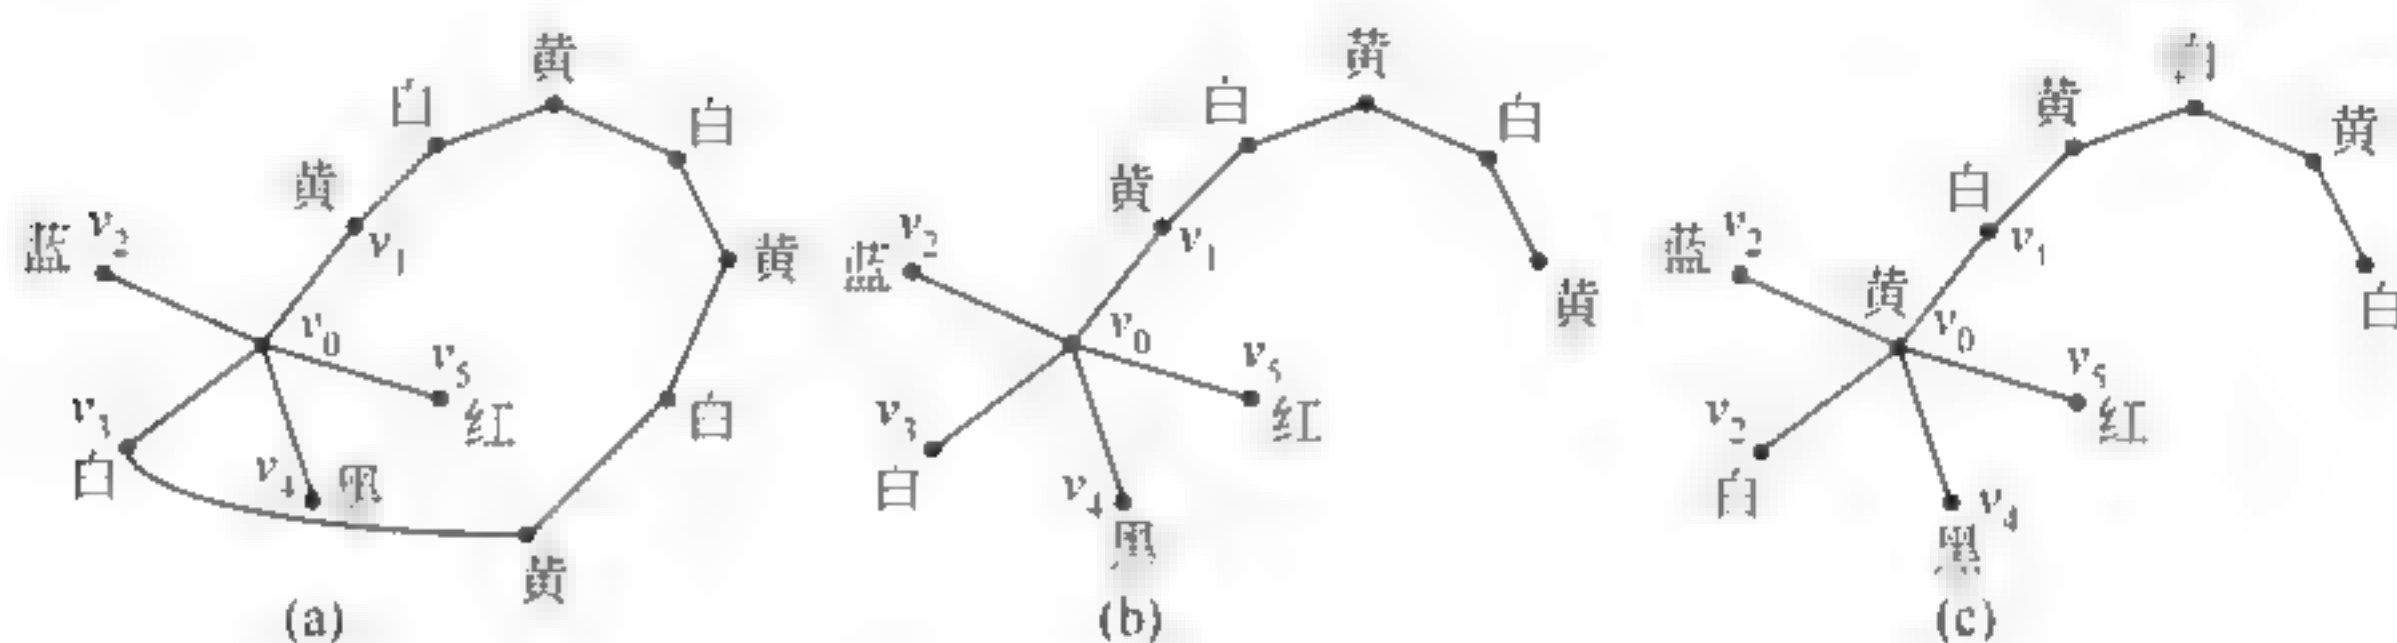 黄
白
白
黄
蓝
v₂
v₁
黄
v₀
v₅
红
白
v₃
白
v₄
黑
黄
(a)
黄
白
白
黄
蓝
v₂
v₁
v₀
v₅
红
黄
v₃
白
v₄
黑
(b)
黄
黄
白
蓝
v₂
v₁
黄
v₀
白
v₅
红
v₂
白
v₄
黑
(c)